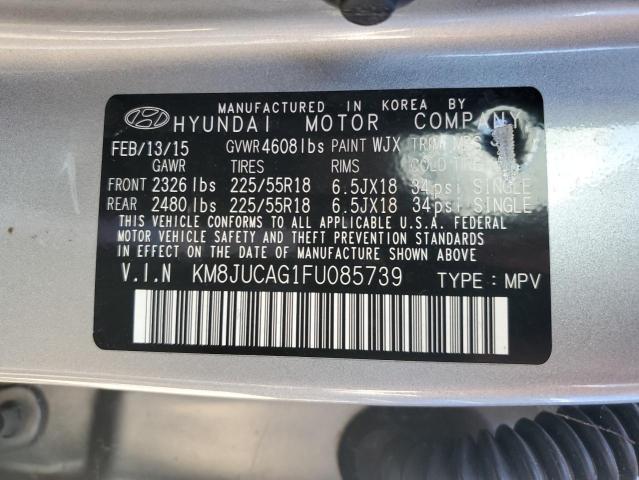 MANUFACTURED IN KOREA BY
HYUNDAI MOTOR COMPANY
FEB/13/15 GVWR 4608 lbs PAINT WJX TRIM
GAWR TIRES RIMS COLD
FRONT 2326 lbs 225/55R18 6.5JX18 34psi SINGLE
REAR 2480 lbs 225/55R18 6.5JX18 34psi SINGLE
THIS VEHICLE CONFORMS TO ALL APPLICABLE U.S.A. FEDERAL
MOTOR VEHICLE SAFETY AND THEFT PREVENTION STANDARDS
IN EFFECT ON THE DATE OF MANUFACTURE SHOWN ABOVE.
V.I.N KM8JUCAG1FU085739 TYPE : MPV